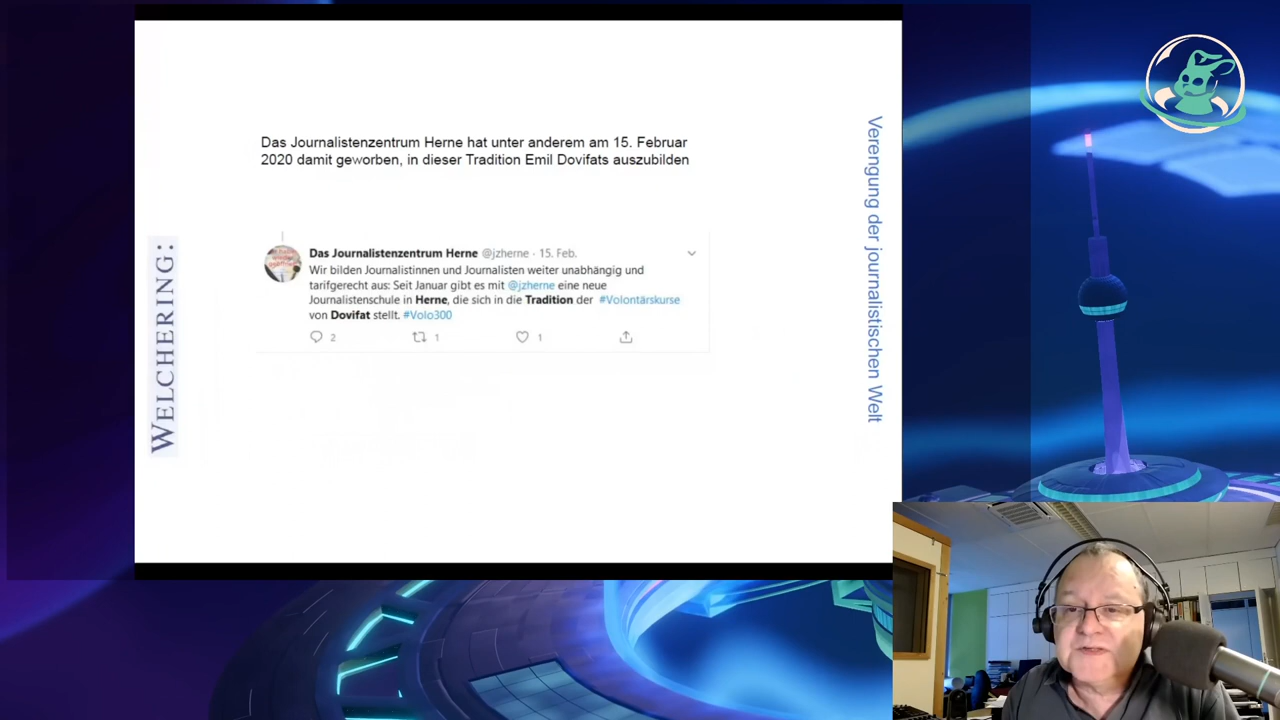 Das Journalistenzentrum Herne hat unter anderem am 15. Februar
2020 damit geworben, in dieser Tradition Emil Dovifats auszubilden
Das Journalistenzentrum Herne @jzherne · 15. Feb.
Wir bilden Journalistinnen und Journalisten weiter unabhängig und
tarifgerecht aus: Seit Januar gibt es mit @jzherne eine neue
Journalistenschule in Herne, die sich in die Tradition der #Volontärskurse
von Dovifat stellt. #Volo300
2 1 1
WELCHERING:
Verengung der journalistischen Welt